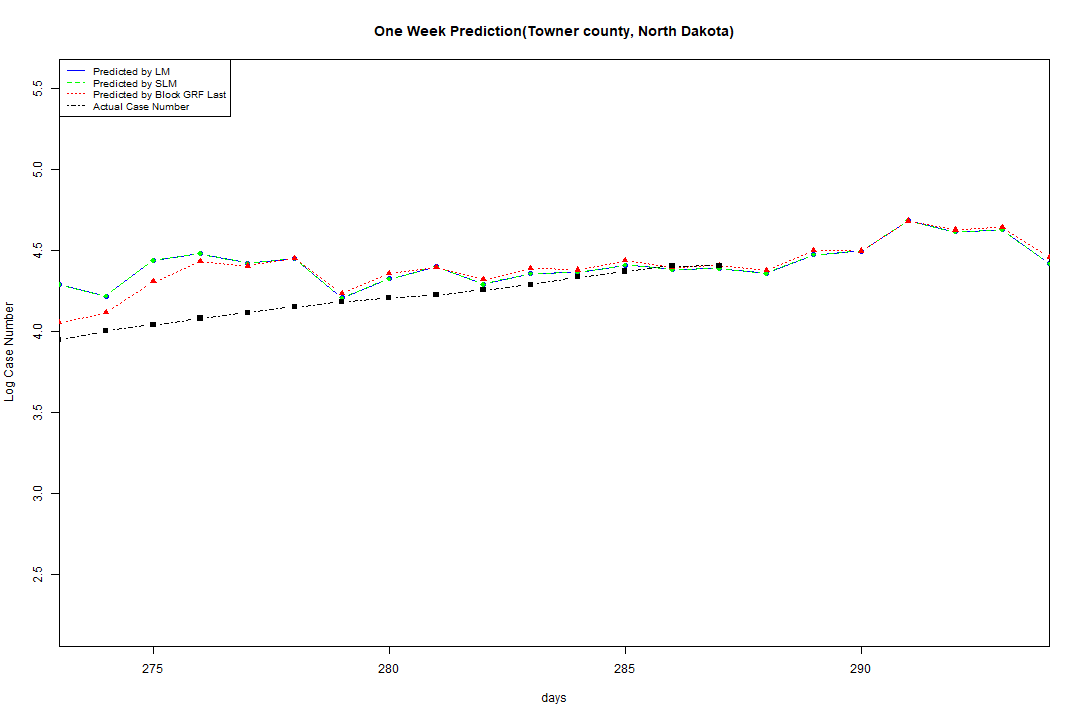 One Week Prediction(Towner county, North Dakota)
Predicted by LM
Predicted by SLM
Predicted by Block GRF Last
Actual Case Number
5.5
5.0
4.5
4.0
3.5
3.0
2.5
Log Case Number
275
280
285
290
days